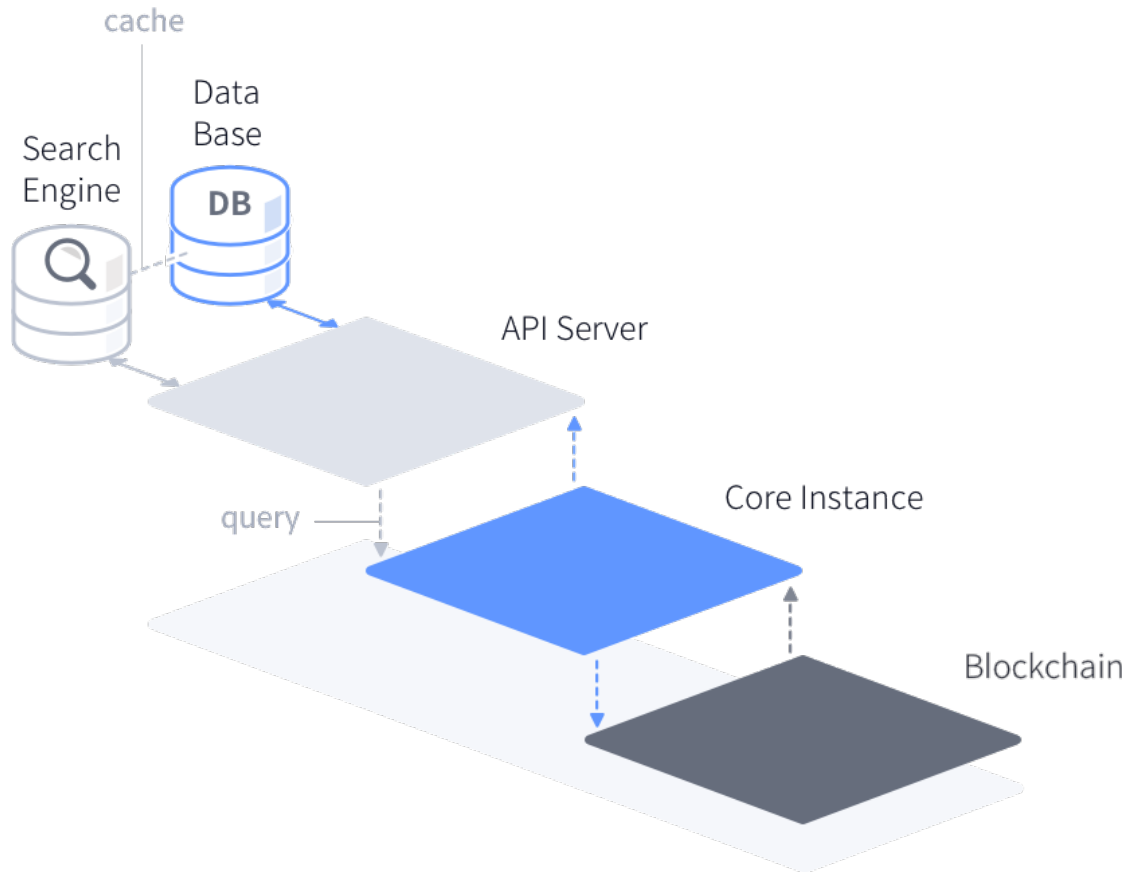 cache
Data
Base
Search
Engine
DB
API Server
Core Instance
query
Blockchain